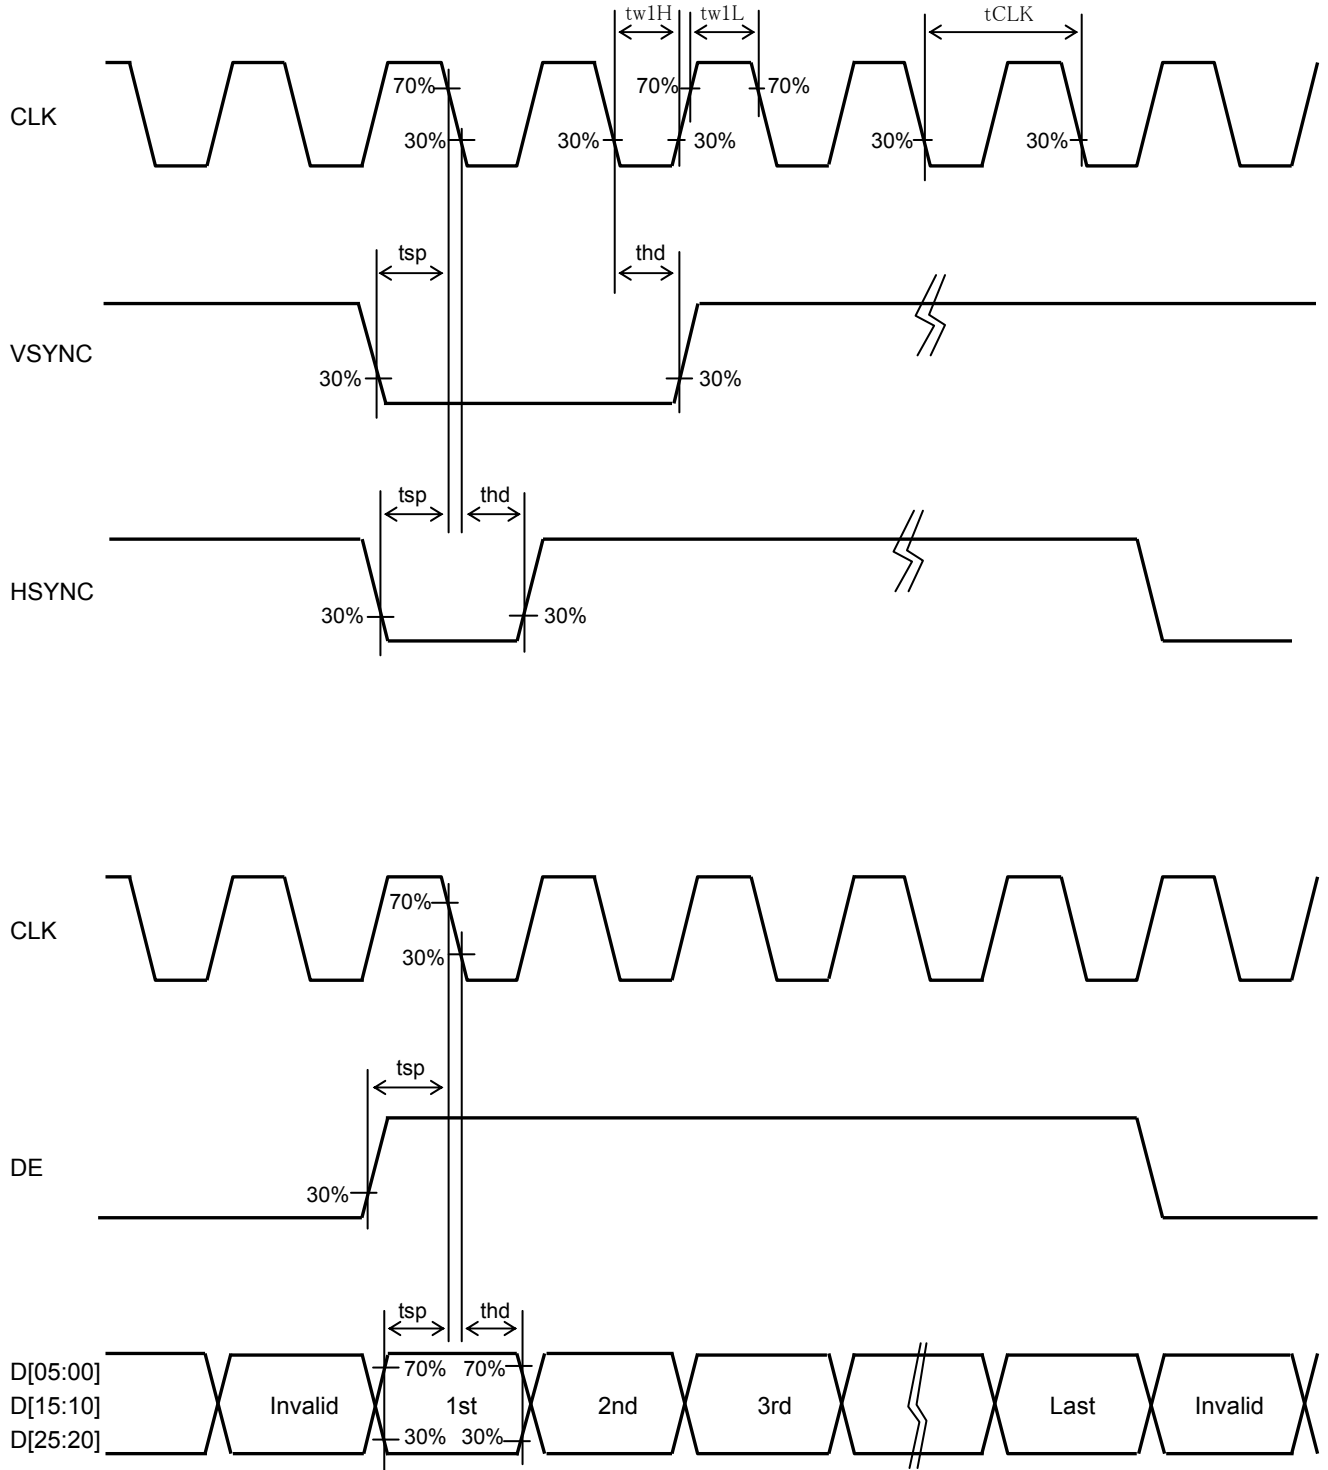 tw1H tw1L tCLK
CLK
70% 70% 70%
30% 30% 30% 30% 30%
tsp thd
VSYNC
30% 30%
tsp thd
HSYNC
30% 30%
CLK
70%
30%
tsp
DE
30%
tsp thd
D[05:00] 70% 70%
D[15:10] Invalid 1st 2nd 3rd Last Invalid
D[25:20] 30% 30%